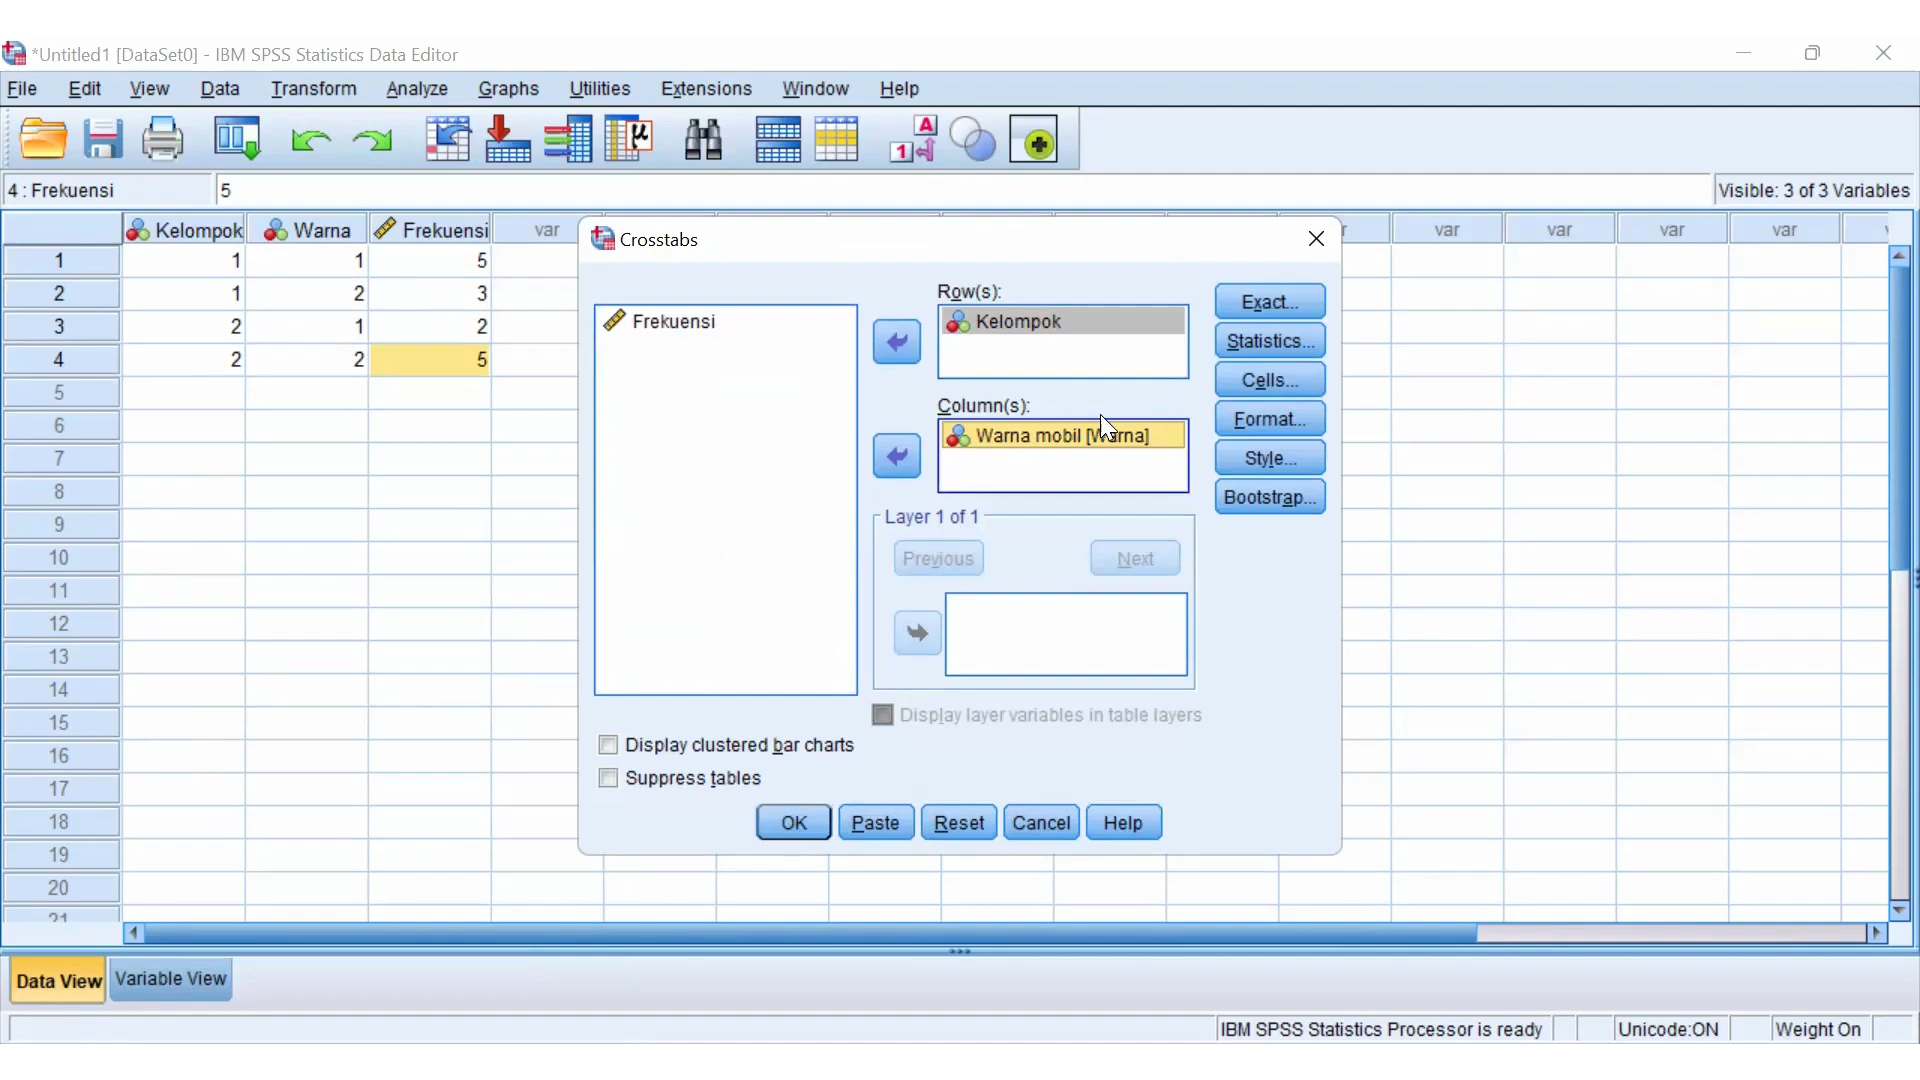 *Untitled1 [DataSet0] - IBM SPSS Statistics Data Editor
File Edit View Data Transform Analyze Graphs Utilities Extensions Window Help
4 : Frekuensi 5 Visible: 3 of 3 Variables
Kelompok Warna Frekuensi var var var var var
1 1 1 5
2 1 2 3
3 2 1 2
4 2 2 5
5
6
7
8
9
10
11
12
13
14
15
16
17
18
19
20
21
Crosstabs
Frekuensi
Row(s):
Kelompok
Column(s):
Warna mobil [Warna]
Layer 1 of 1
Previous Next
Display layer variables in table layers
Exact...
Statistics...
Cells...
Format...
Style...
Bootstrap...
Display clustered bar charts
Suppress tables
OK Paste Reset Cancel Help
Data View Variable View
IBM SPSS Statistics Processor is ready Unicode:ON Weight On